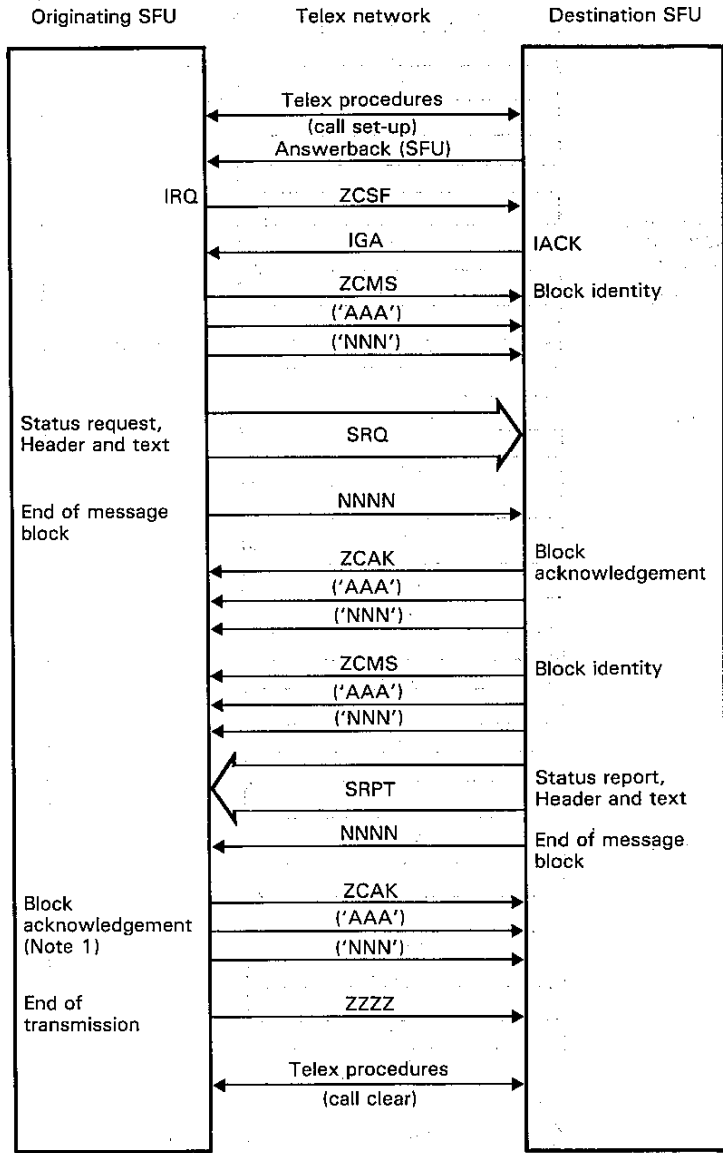 Originating SFU Telex network Destination SFU
Telex procedures
(call set-up)
Answerback (SFU)
IRQ ZCSF
IGA IACK
ZCMS Block identity
('AAA')
('NNN')
Status request,
Header and text
SRQ
NNNN
End of message
block
ZCAK Block
acknowledgement
('AAA')
('NNN')
ZCMS Block identity
('AAA')
('NNN')
SRPT Status report,
Header and text
NNNN End of message
block
ZCAK
Block
acknowledgement
(Note 1)
('AAA')
('NNN')
End of
transmission
ZZZZ
Telex procedures
(call clear)